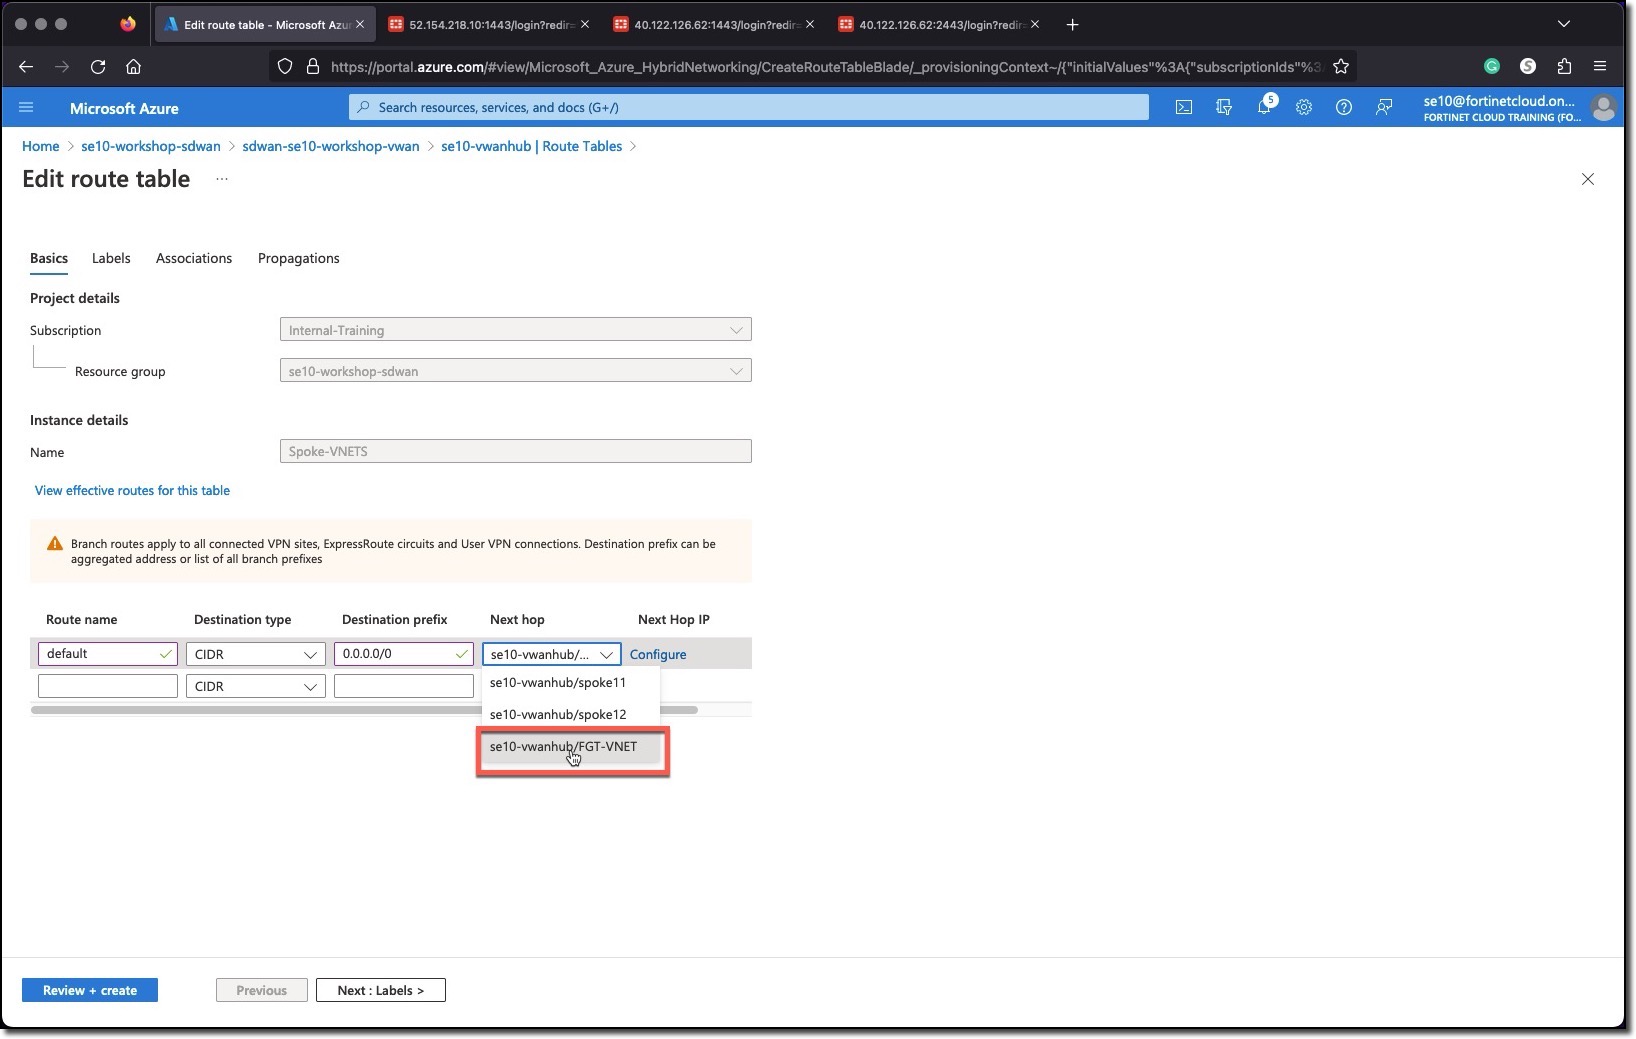 Edit route table - Microsoft Azur
52.154.218.10:1443/login?redir=
40.122.126.62:1443/login?redir=
40.122.126.62:2443/login?redir=
https://portal.azure.com/#view/Microsoft_Azure_HybridNetworking/CreateRouteTableBlade/_provisioningContext~/{"initialValues"%3A{"subscriptionIds"%3
Microsoft Azure
Search resources, services, and docs (G+/)
5
se10@fortinetcloud.on...
FORTINET CLOUD TRAINING (FO...
Home > se10-workshop-sdwan > sdwan-se10-workshop-vwan > se10-vwanhub | Route Tables >
Edit route table ...
Basics Labels Associations Propagations
Project details
Subscription Internal-Training
Resource group se10-workshop-sdwan
Instance details
Name Spoke-VNETS
View effective routes for this table
Branch routes apply to all connected VPN sites, ExpressRoute circuits and User VPN connections. Destination prefix can be
aggregated address or list of all branch prefixes
Route name Destination type Destination prefix Next hop Next Hop IP
default CIDR 0.0.0.0/0 se10-vwanhub/... Configure
CIDR
se10-vwanhub/spoke11
se10-vwanhub/spoke12
se10-vwanhub/FGT-VNET
Review + create Previous Next : Labels >